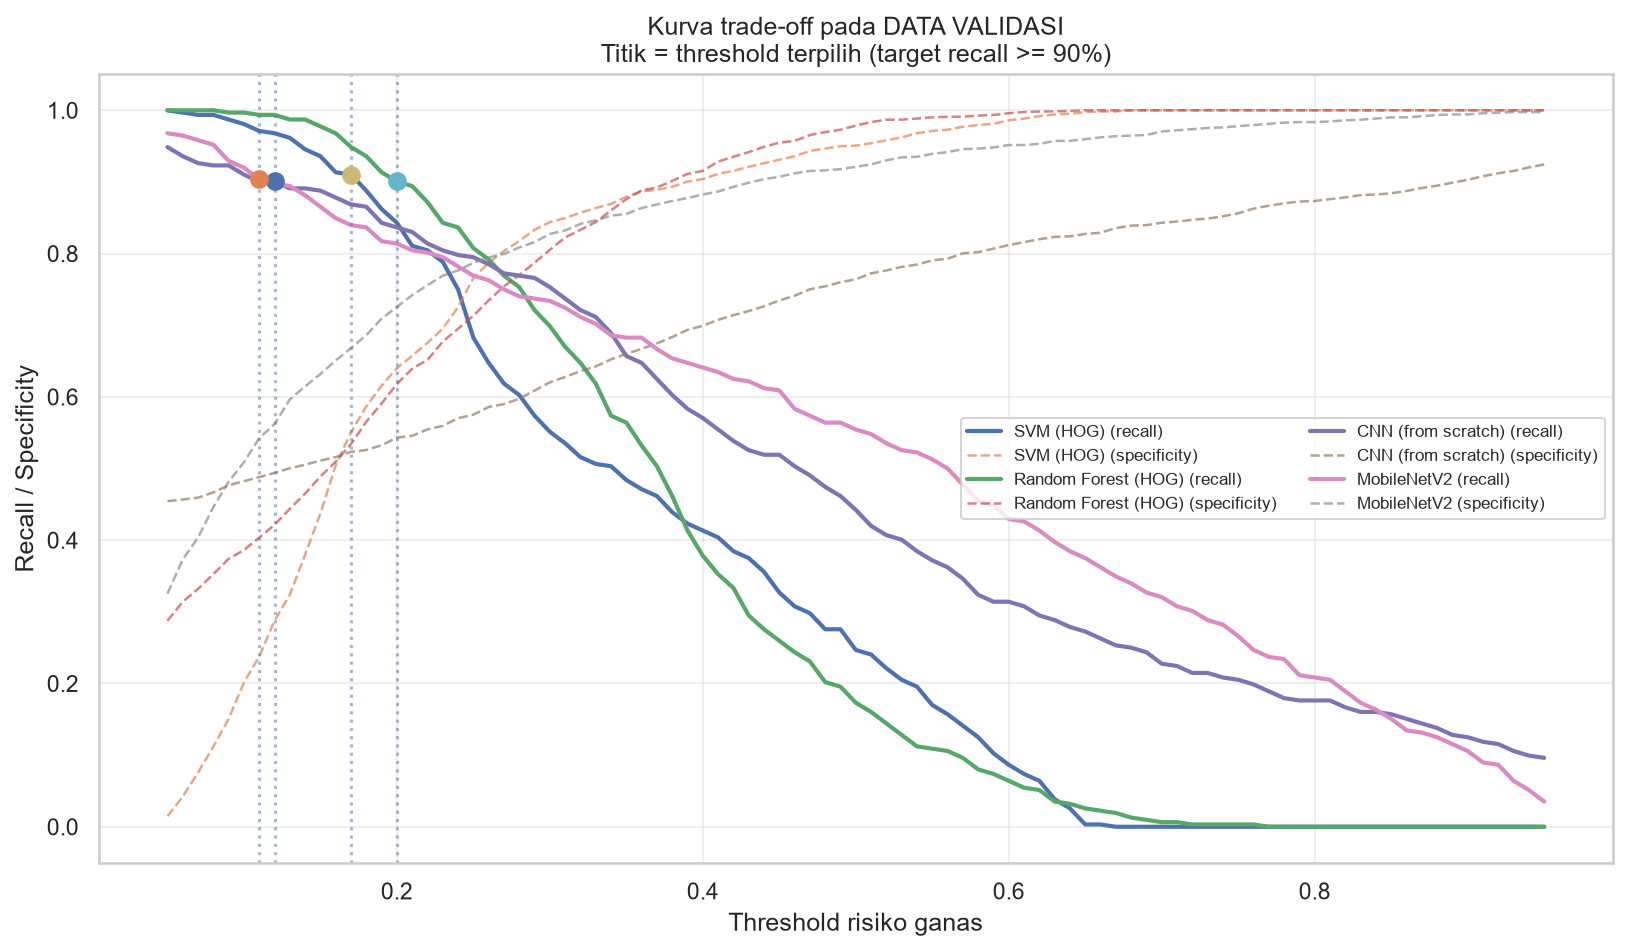 Kurva trade-off pada DATA VALIDASI
Titik = threshold terpilih (target recall >= 90%)
Recall / Specificity
1.0
0.8
0.6
0.4
0.2
0.0
SVM (HOG) (recall)
SVM (HOG) (specificity)
Random Forest (HOG) (recall)
Random Forest (HOG) (specificity)
CNN (from scratch) (recall)
CNN (from scratch) (specificity)
MobileNetV2 (recall)
MobileNetV2 (specificity)
0.2 0.4 0.6 0.8
Threshold risiko ganas